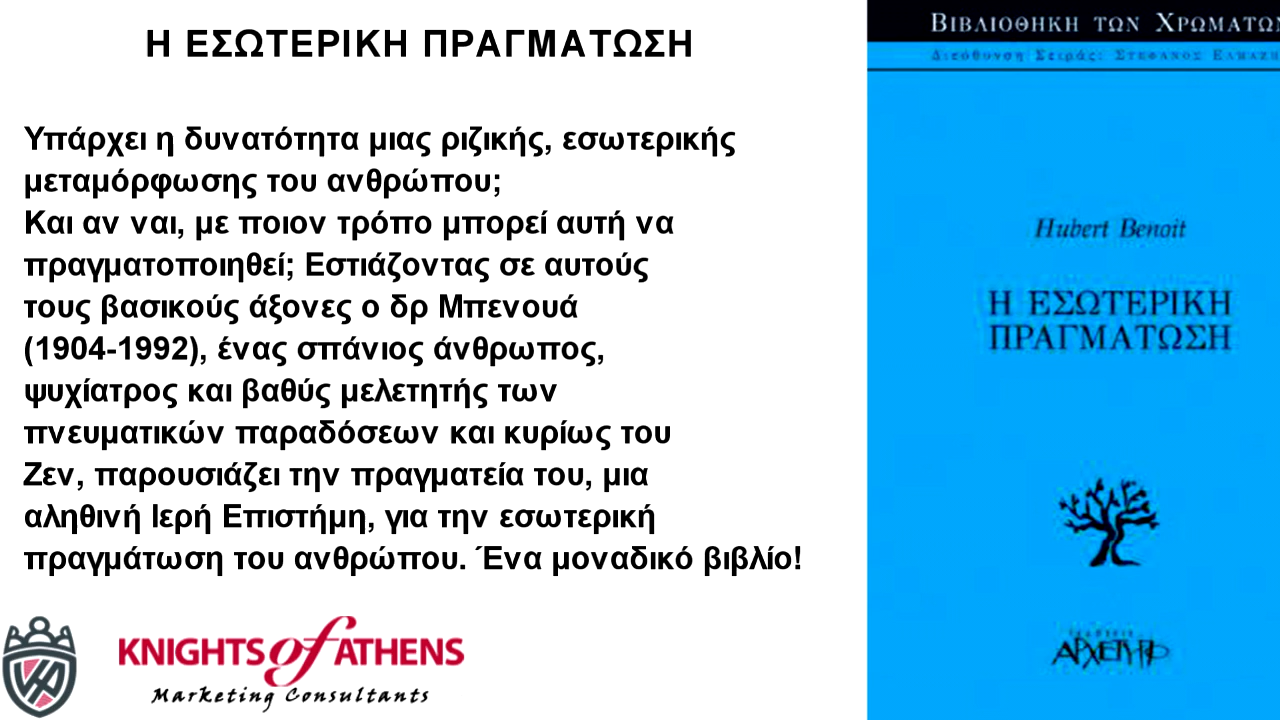 Η ΕΣΩΤΕΡΙΚΗ ΠΡΑΓΜΑΤΩΣΗ
Υπάρχει η δυνατότητα μιας ριζικής, εσωτερικής
μεταμόρφωσης του ανθρώπου;
Και αν ναι, με ποιον τρόπο μπορεί αυτή να
πραγματοποιηθεί; Εστιάζοντας σε αυτούς
τους βασικούς άξονες ο δρ Μπενουά
(1904-1992), ένας σπάνιος άνθρωπος,
ψυχίατρος και βαθύς μελετητής των
πνευματικών παραδόσεων και κυρίως του
Ζεν, παρουσιάζει την πραγματεία του, μια
αληθινή Ιερή Επιστήμη, για την εσωτερική
πραγμάτωση του ανθρώπου. Ένα μοναδικό βιβλίο!
KNIGHTS of ATHENS
Marketing Consultants
ΒΙΒΛΙΟΘΗΚΗ ΤΩΝ ΧΡΩΜΑΤΩΝ
Διεύθυνση Σειράς: ΣΤΕΦΑΝΟΣ
Hubert Benoit
Η ΕΣΩΤΕΡΙΚΗ
ΠΡΑΓΜΑΤΩΣΗ
ΑΡΧΕΤΥΠΟ